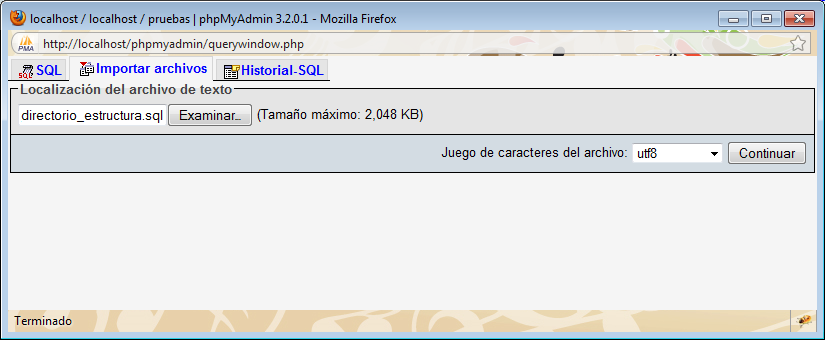 localhost / localhost / pruebas | phpMyAdmin 3.2.0.1 - Mozilla Firefox
PMA http://localhost/phpmyadmin/querywindow.php
SQL Importar archivos Historial-SQL
Localización del archivo de texto
directorio_estructura.sql Examinar... (Tamaño máximo: 2,048 KB)
Juego de caracteres del archivo: utf8 Continuar
Terminado